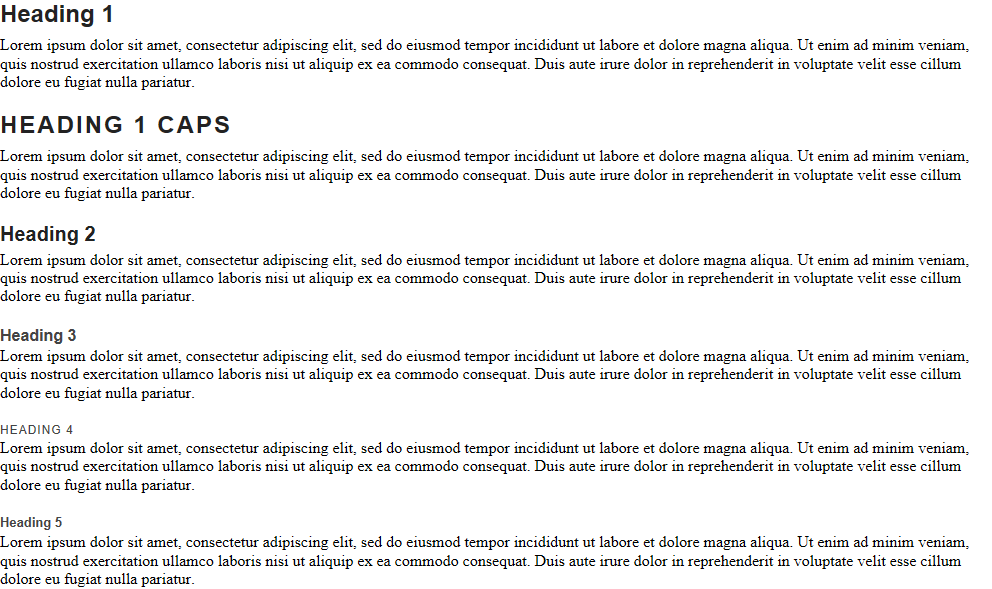 Heading 1
Lorem ipsum dolor sit amet, consectetur adipiscing elit, sed do eiusmod tempor incididunt ut labore et dolore magna aliqua. Ut enim ad minim veniam,
quis nostrud exercitation ullamco laboris nisi ut aliquip ex ea commodo consequat. Duis aute irure dolor in reprehenderit in voluptate velit esse cillum
dolore eu fugiat nulla pariatur.
HEADING 1 CAPS
Lorem ipsum dolor sit amet, consectetur adipiscing elit, sed do eiusmod tempor incididunt ut labore et dolore magna aliqua. Ut enim ad minim veniam,
quis nostrud exercitation ullamco laboris nisi ut aliquip ex ea commodo consequat. Duis aute irure dolor in reprehenderit in voluptate velit esse cillum
dolore eu fugiat nulla pariatur.
Heading 2
Lorem ipsum dolor sit amet, consectetur adipiscing elit, sed do eiusmod tempor incididunt ut labore et dolore magna aliqua. Ut enim ad minim veniam,
quis nostrud exercitation ullamco laboris nisi ut aliquip ex ea commodo consequat. Duis aute irure dolor in reprehenderit in voluptate velit esse cillum
dolore eu fugiat nulla pariatur.
Heading 3
Lorem ipsum dolor sit amet, consectetur adipiscing elit, sed do eiusmod tempor incididunt ut labore et dolore magna aliqua. Ut enim ad minim veniam,
quis nostrud exercitation ullamco laboris nisi ut aliquip ex ea commodo consequat. Duis aute irure dolor in reprehenderit in voluptate velit esse cillum
dolore eu fugiat nulla pariatur.
HEADING 4
Lorem ipsum dolor sit amet, consectetur adipiscing elit, sed do eiusmod tempor incididunt ut labore et dolore magna aliqua. Ut enim ad minim veniam,
quis nostrud exercitation ullamco laboris nisi ut aliquip ex ea commodo consequat. Duis aute irure dolor in reprehenderit in voluptate velit esse cillum
dolore eu fugiat nulla pariatur.
Heading 5
Lorem ipsum dolor sit amet, consectetur adipiscing elit, sed do eiusmod tempor incididunt ut labore et dolore magna aliqua. Ut enim ad minim veniam,
quis nostrud exercitation ullamco laboris nisi ut aliquip ex ea commodo consequat. Duis aute irure dolor in reprehenderit in voluptate velit esse cillum
dolore eu fugiat nulla pariatur.